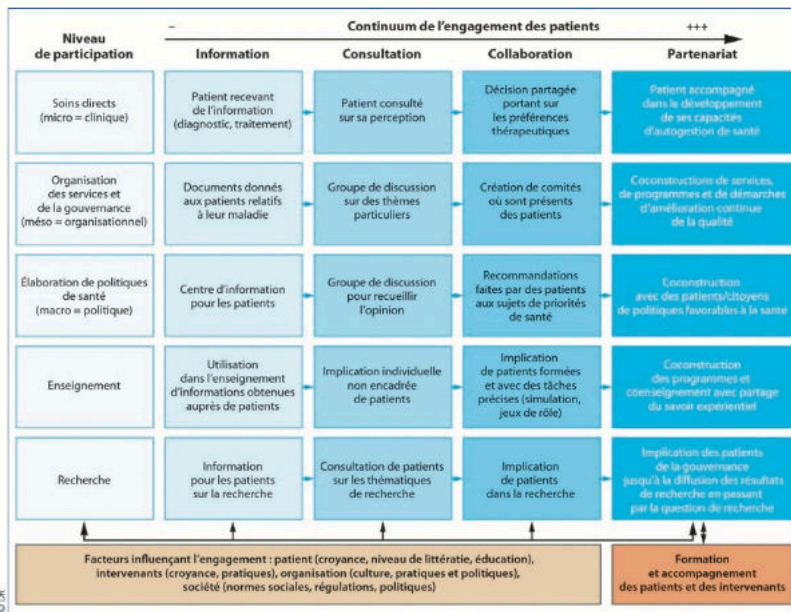 Niveau
de participation
–
Continuum de l'engagement des patients
+++
Information
Consultation
Collaboration
Partenariat
Soins directs
(micro = clinique)
Patient recevant
de l'information
(diagnostic, traitement)
Patient consulté
sur sa perception
Décision partagée
portant sur
les préférences
thérapeutiques
Patient accompagné
dans le développement
de ses capacités
d'autogestion de santé
Organisation
des services et
de la gouvernance
(méso = organisationnel)
Documents donnés
aux patients relatifs
à leur maladie
Groupe de discussion
sur des thèmes
particuliers
Création de comités
où sont présents
des patients
Coconstructions de services,
de programmes et de démarches
d'amélioration continue
de la qualité
Élaboration de politiques
de santé
(macro = politique)
Centre d'information
pour les patients
Groupe de discussion
pour recueillir
l'opinion
Recommandations
faites par des patients
aux sujets de priorités
de santé
Coconstruction
avec des patients/citoyens
de politiques favorables à la santé
Enseignement
Utilisation
dans l'enseignement
d'informations obtenues
auprès de patients
Implication individuelle
non encadrée
de patients
Implication
de patients formées
et avec des tâches
précises (simulation,
jeux de rôle)
Coconstruction
des programmes et
coenseignement avec partage
du savoir expérientief
Recherche
Information
pour les patients
sur la recherche
Consultation de patients
sur les thématiques
de recherche
Implication
de patients
dans la recherche
Implication des patients
de la gouvernance
jusqu'à la diffusion des résultats
de recherche en passant
par la question de recherche
Facteurs influençant l'engagement : patient (croyance, niveau de littératie, éducation),
intervenants (croyance, pratiques), organisation (culture, pratiques et politiques),
société (normes sociales, régulations, politiques)
Formation
et accompagnement
des patients et des intervenants